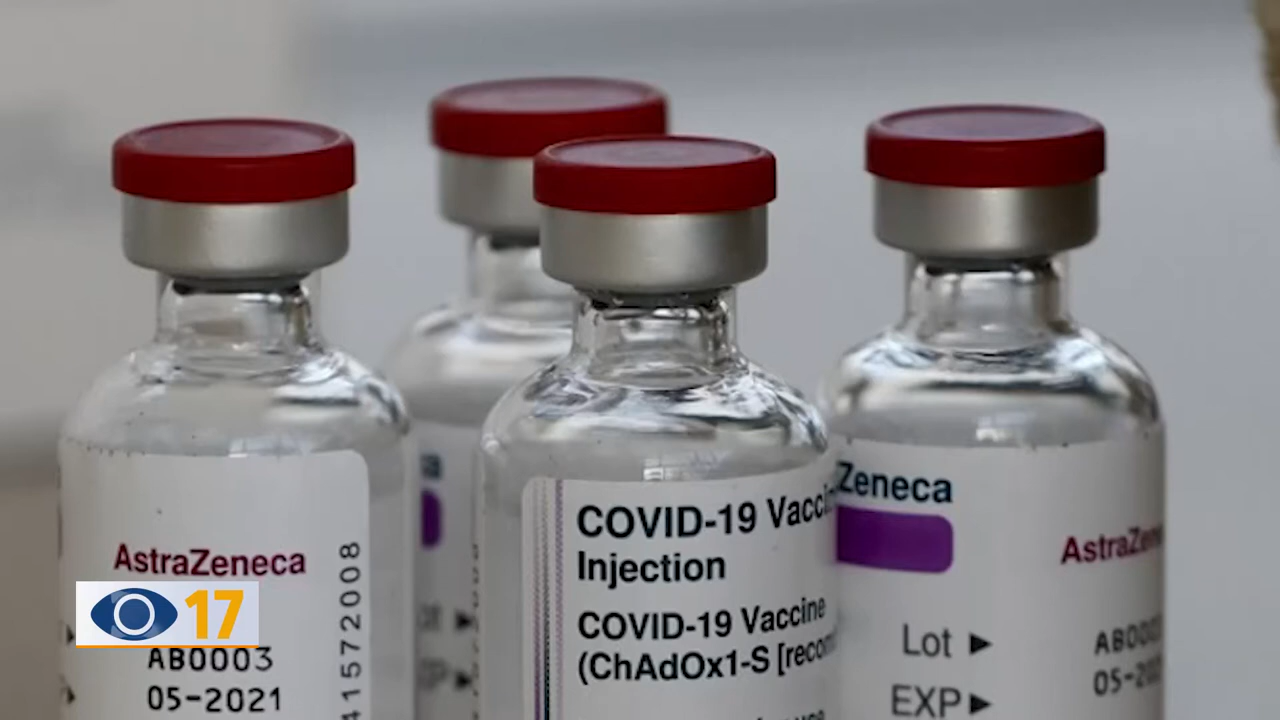 AstraZeneca
17
AB0003
05-2021
41572008
COVID-19 Vacci
Injection
COVID-19 Vaccine
(ChAdOx1-S [recom
Zeneca
AstraZene
Lot
EXP
AB000
05-20